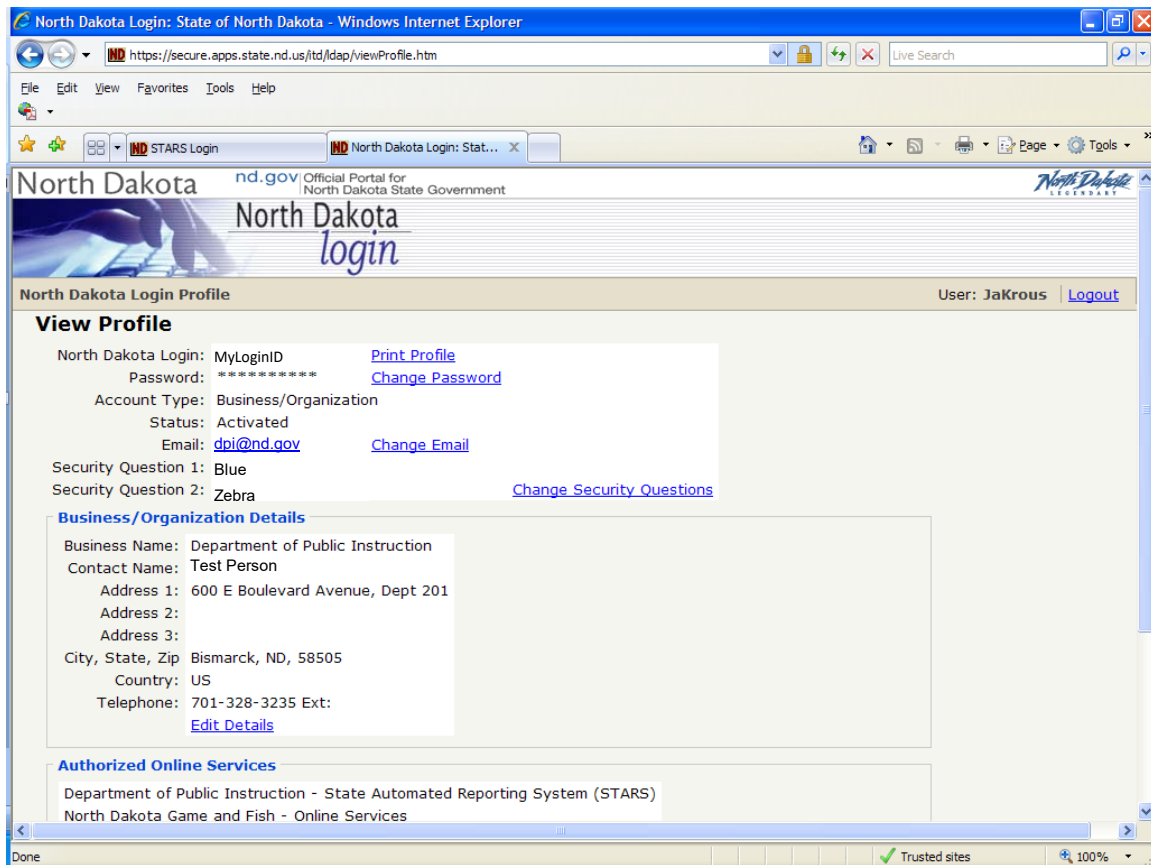 North Dakota Login: State of North Dakota - Windows Internet Explorer
ND https://secure.apps.state.nd.us/itd/ldap/viewProfile.htm Live Search
File Edit View Favorites Tools Help
ND STARS Login ND North Dakota Login: Stat... X Page Tools »
North Dakota nd.gov Official Portal for North Dakota State Government North Dakota LEGENDARY
North Dakota
login
North Dakota Login Profile User: JaKrous Logout
View Profile
North Dakota Login: MyLoginID Print Profile
Password: ********** Change Password
Account Type: Business/Organization
Status: Activated
Email: dpi@nd.gov Change Email
Security Question 1: Blue
Security Question 2: Zebra Change Security Questions
Business/Organization Details
Business Name: Department of Public Instruction
Contact Name: Test Person
Address 1: 600 E Boulevard Avenue, Dept 201
Address 2:
Address 3:
City, State, Zip Bismarck, ND, 58505
Country: US
Telephone: 701-328-3235 Ext:
Edit Details
Authorized Online Services
Department of Public Instruction - State Automated Reporting System (STARS)
North Dakota Game and Fish - Online Services
Done Trusted sites 100%